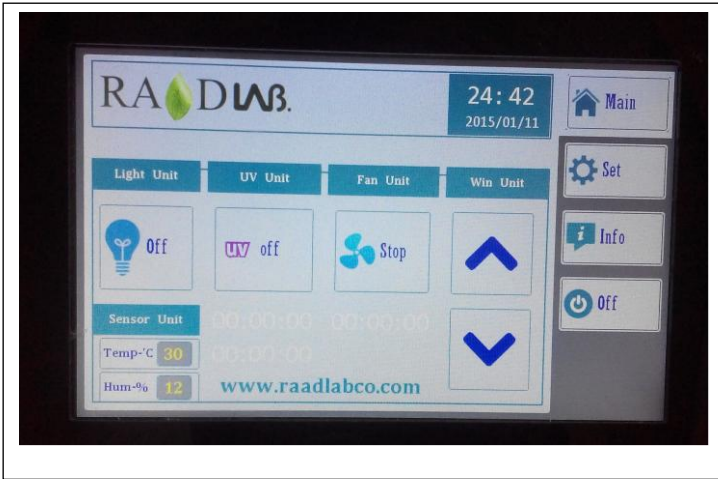 RAD LAB.
24:42
2015/01/11
Main
Set
Info
Off
Light Unit
UV Unit
Fan Unit
Win Unit
Off
UV off
Stop
Sensor Unit
00:00:00 00:00:00
Temp-°C 30
00:00:00
Hum-% 12
www.raadlabco.com